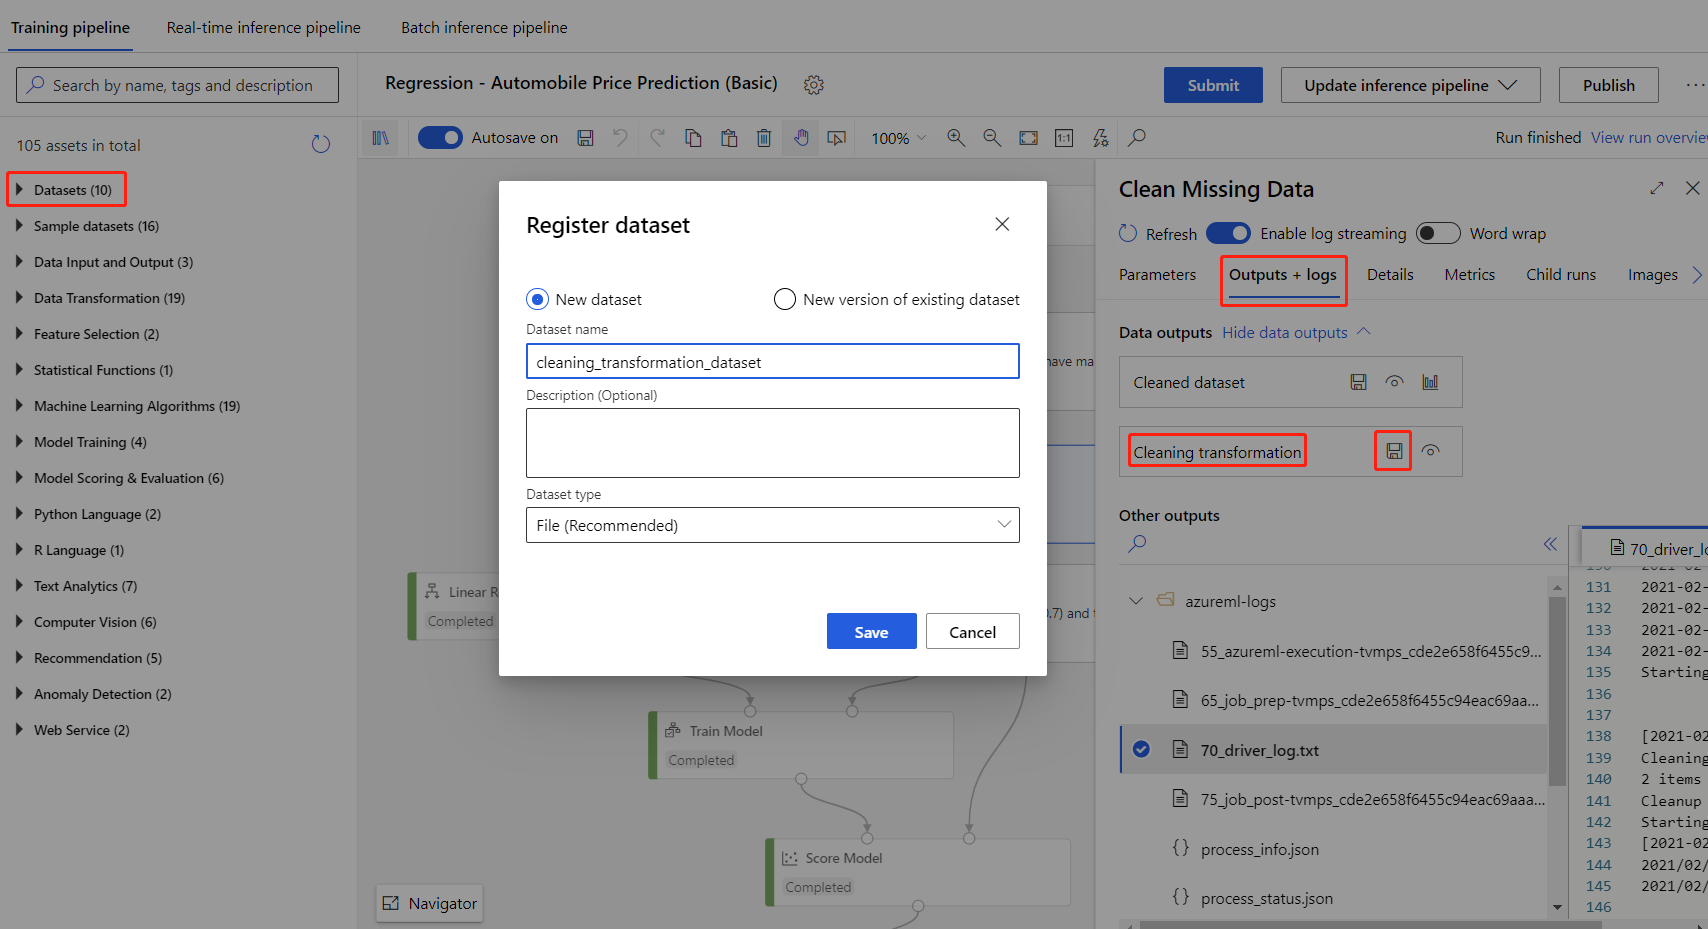 Training pipeline
Real-time inference pipeline
Batch inference pipeline
Search by name, tags and description
Regression - Automobile Price Prediction (Basic)
Submit
Update inference pipeline
Publish
105 assets in total
Autosave on
100%
1:1
Run finished
View run overvie
Datasets (10)
Sample datasets (16)
Data Input and Output (3)
Data Transformation (19)
Feature Selection (2)
Statistical Functions (1)
Machine Learning Algorithms (19)
Model Training (4)
Model Scoring & Evaluation (6)
Python Language (2)
R Language (1)
Text Analytics (7)
Computer Vision (6)
Recommendation (5)
Anomaly Detection (2)
Web Service (2)
Register dataset
New dataset
New version of existing dataset
Dataset name
cleaning_transformation_dataset
Description (Optional)
Dataset type
File (Recommended)
Save
Cancel
have ma
0.7) and t
Linear R
Completed
Train Model
Completed
Score Model
Completed
Navigator
Clean Missing Data
Refresh
Enable log streaming
Word wrap
Parameters
Outputs + logs
Details
Metrics
Child runs
Images
Data outputs
Hide data outputs
Cleaned dataset
Cleaning transformation
Other outputs
azureml-logs
55_azureml-execution-tvmps_cde2e658f6455c9...
65_job_prep-tvmps_cde2e658f6455c94eac69aa...
70_driver_log.txt
75_job_post-tvmps_cde2e658f6455c94eac69aaa...
process_info.json
process_status.json
70_driver_lo
130 2021-02-
131 2021-02-
132 2021-02-
133 2021-02-
134 2021-02-
135 Starting
136
137
138 [2021-02
139 Cleaning
140 2 items
141 Cleanup
142 Starting
143 [2021-02
144 2021/02/
145 2021/02/
146